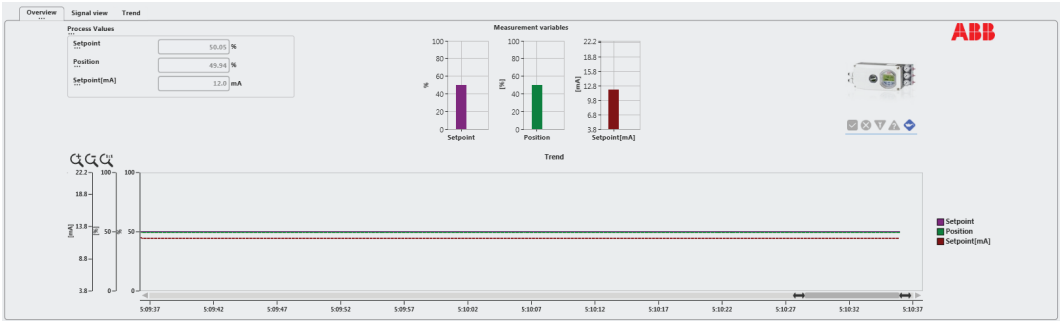 Overview Signal view Trend
Process Values
Setpoint 50.05 %
Position 49.94 %
Setpoint[mA] 12.0 mA
Measurement variables
ABB
100 80 60 40 20 0
%
Setpoint
100 80 60 40 20 0
[%]
Position
22.2 18.8 15.8 12.8 9.8 6.8 3.8
[mA]
Setpoint[mA]
Trend
1:1
22.2 18.8 13.8 8.8 3.8
[mA]
100 50 0
[%]
100 50 0
%
Setpoint
Position
Setpoint[mA]
5:09:37 5:09:42 5:09:47 5:09:52 5:09:57 5:10:02 5:10:07 5:10:12 5:10:17 5:10:22 5:10:27 5:10:32 5:10:37